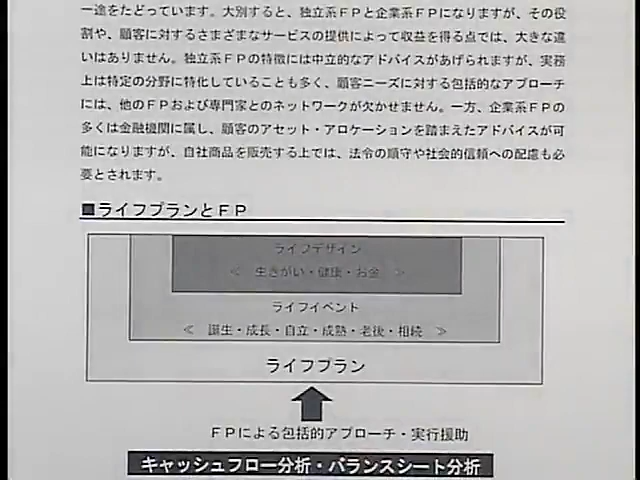 一途をたどっています。大別すると、独立系ＦＰと企業系ＦＰになりますが、その役
割や、顧客に対するさまざまなサービスの提供によって収益を得る点では、大きな違
いはありません。独立系ＦＰの特徴には中立的なアドバイスがあげられますが、実務
上は特定の分野に特化していることも多く、顧客ニーズに対する包括的なアプローチ
には、他のＦＰおよび専門家とのネットワークが欠かせません。一方、企業系ＦＰの
多くは金融機関に属し、顧客のアセット・アロケーションを踏まえたアドバイスが可
能になりますが、自社商品を販売する上では、法令の順守や社会的信頼への配慮も必
要とされます。
■ライフプランとＦＰ
ライフデザイン
≪ 生きがい・健康・お金 ≫
ライフイベント
≪ 誕生・成長・自立・成熟・老後・相続 ≫
ライフプラン
ＦＰによる包括的アプローチ・実行援助
キャッシュフロー分析・バランスシート分析